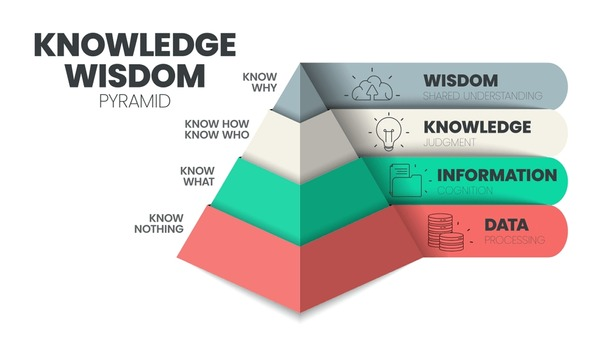 KNOWLEDGE
WISDOM
PYRAMID
KNOW
WHY
WISDOM
SHARED UNDERSTANDING
KNOW HOW
KNOW WHO
KNOWLEDGE
JUDGMENT
KNOW
WHAT
INFORMATION
COGNITION
KNOW
NOTHING
DATA
PROCESSING